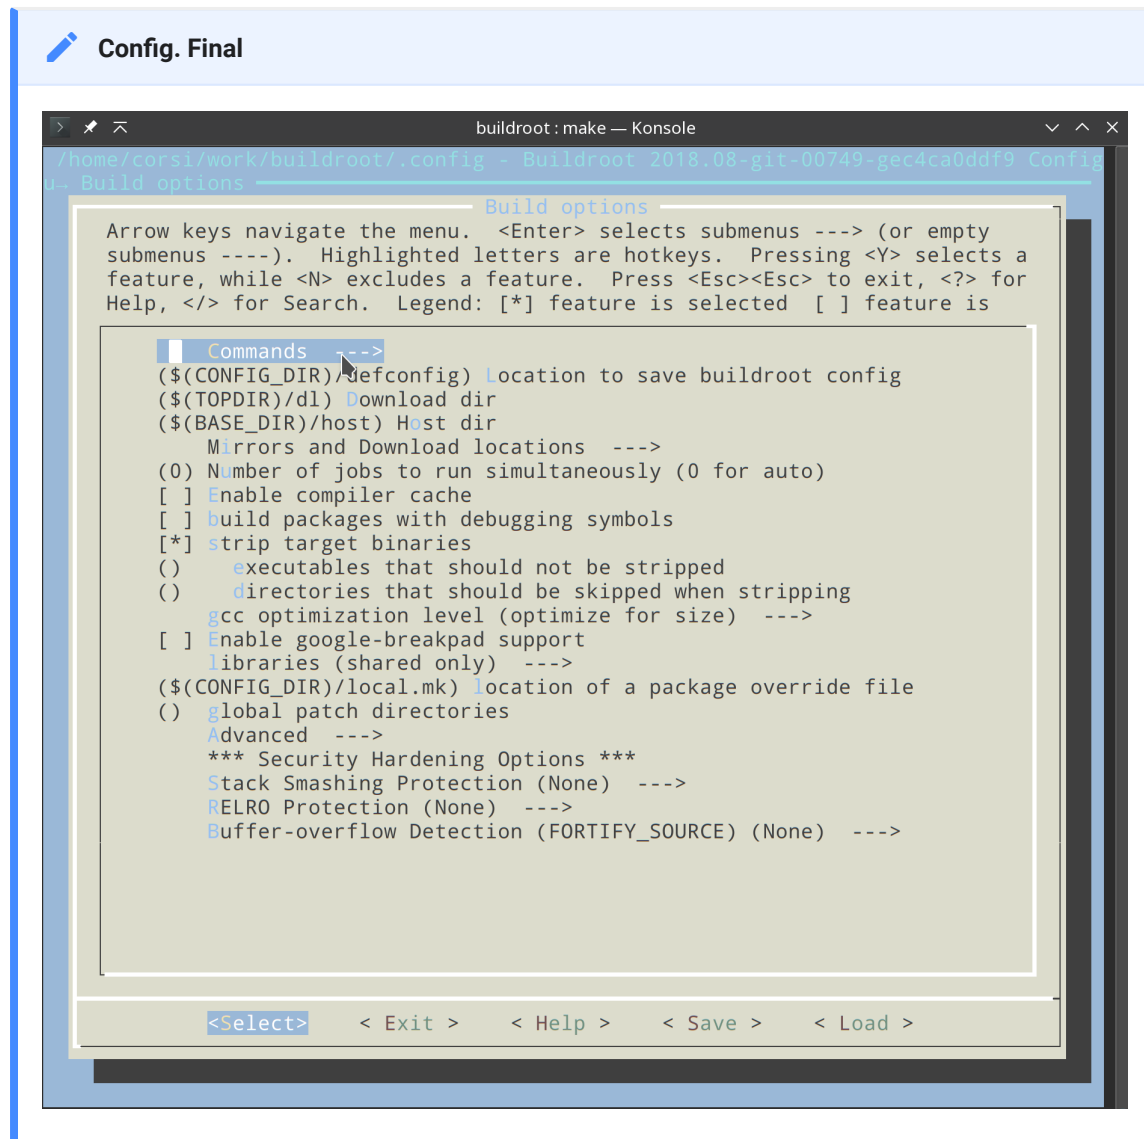 Config. Final
buildroot : make — Konsole
/home/corsi/work/buildroot/.config - Buildroot 2018.08-git-00749-gec4ca0ddf9 Config
u→ Build options
Build options
Arrow keys navigate the menu.  <Enter> selects submenus ---> (or empty
submenus ----).  Highlighted letters are hotkeys.  Pressing <Y> selects a
feature, while <N> excludes a feature.  Press <Esc><Esc> to exit, <?> for
Help, </> for Search.  Legend: [*] feature is selected  [ ] feature is
Commands  --->
($(CONFIG_DIR)/defconfig) Location to save buildroot config
($(TOPDIR)/dl) Download dir
($(BASE_DIR)/host) Host dir
Mirrors and Download locations  --->
(0) Number of jobs to run simultaneously (0 for auto)
[ ] Enable compiler cache
[ ] build packages with debugging symbols
[*] strip target binaries
()    executables that should not be stripped
()    directories that should be skipped when stripping
gcc optimization level (optimize for size)  --->
[ ] Enable google-breakpad support
libraries (shared only)  --->
($(CONFIG_DIR)/local.mk) location of a package override file
()  global patch directories
Advanced  --->
*** Security Hardening Options ***
Stack Smashing Protection (None)  --->
RELRO Protection (None)  --->
Buffer-overflow Detection (FORTIFY_SOURCE) (None)  --->
<Select>    < Exit >    < Help >    < Save >    < Load >